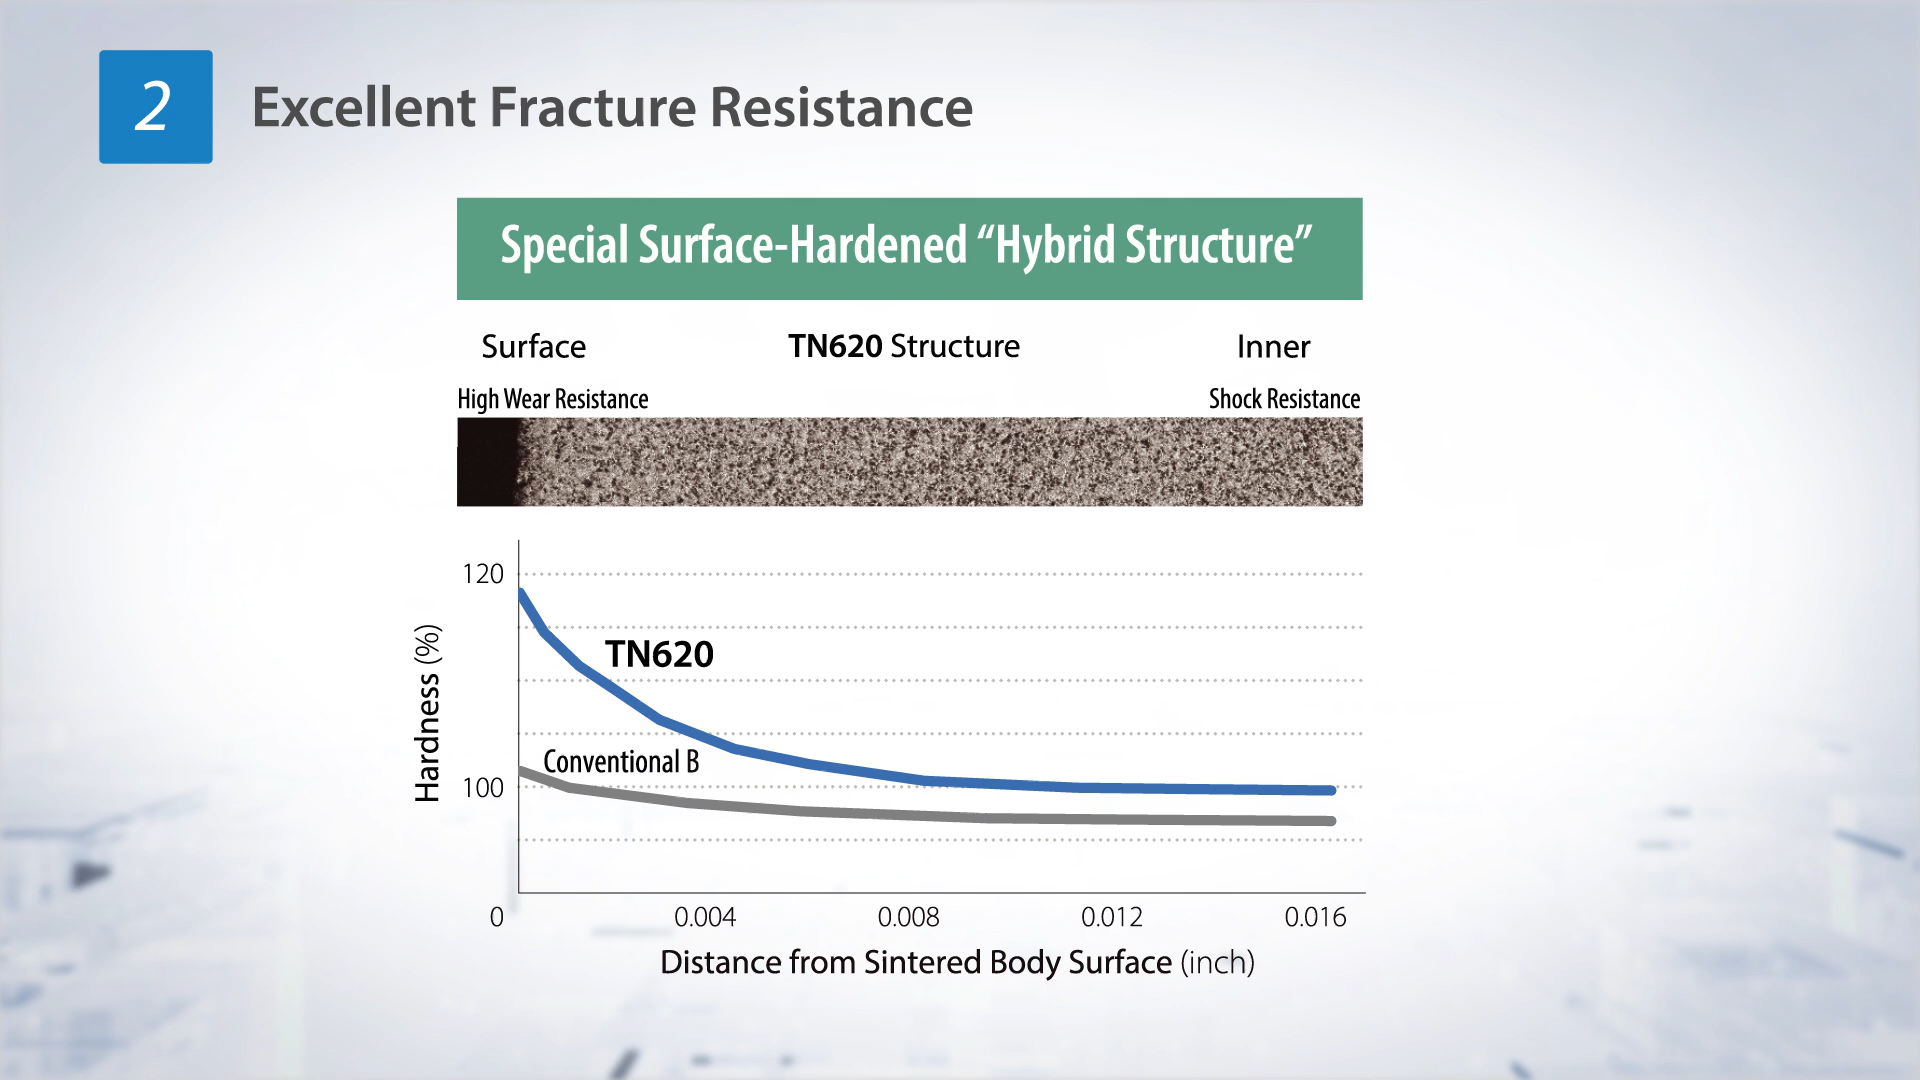 2
Excellent Fracture Resistance
Special Surface-Hardened “Hybrid Structure”
Surface
TN620 Structure
Inner
High Wear Resistance
Shock Resistance
120
TN620
Hardness (%)
Conventional B
100
0
0.004
0.008
0.012
0.016
Distance from Sintered Body Surface (inch)